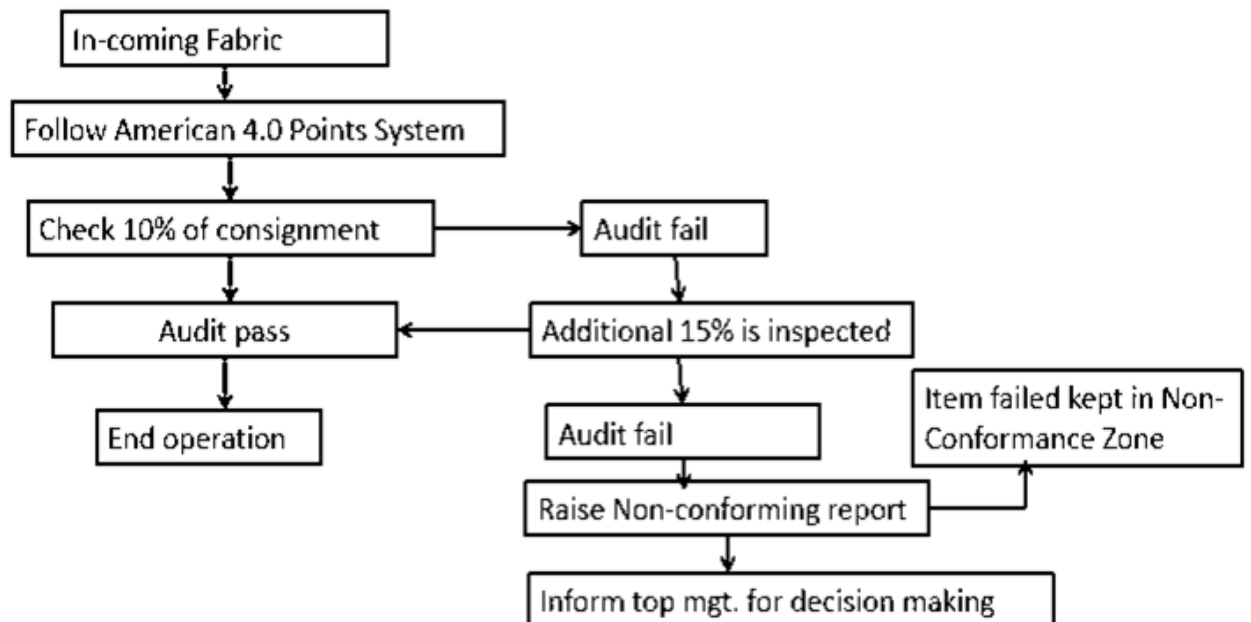 In-coming Fabric
Follow American 4.0 Points System
Check 10% of consignment
Audit fail
Audit pass
Additional 15% is inspected
End operation
Audit fail
Item failed kept in Non-
Conformance Zone
Raise Non-conforming report
Inform top mgt. for decision making